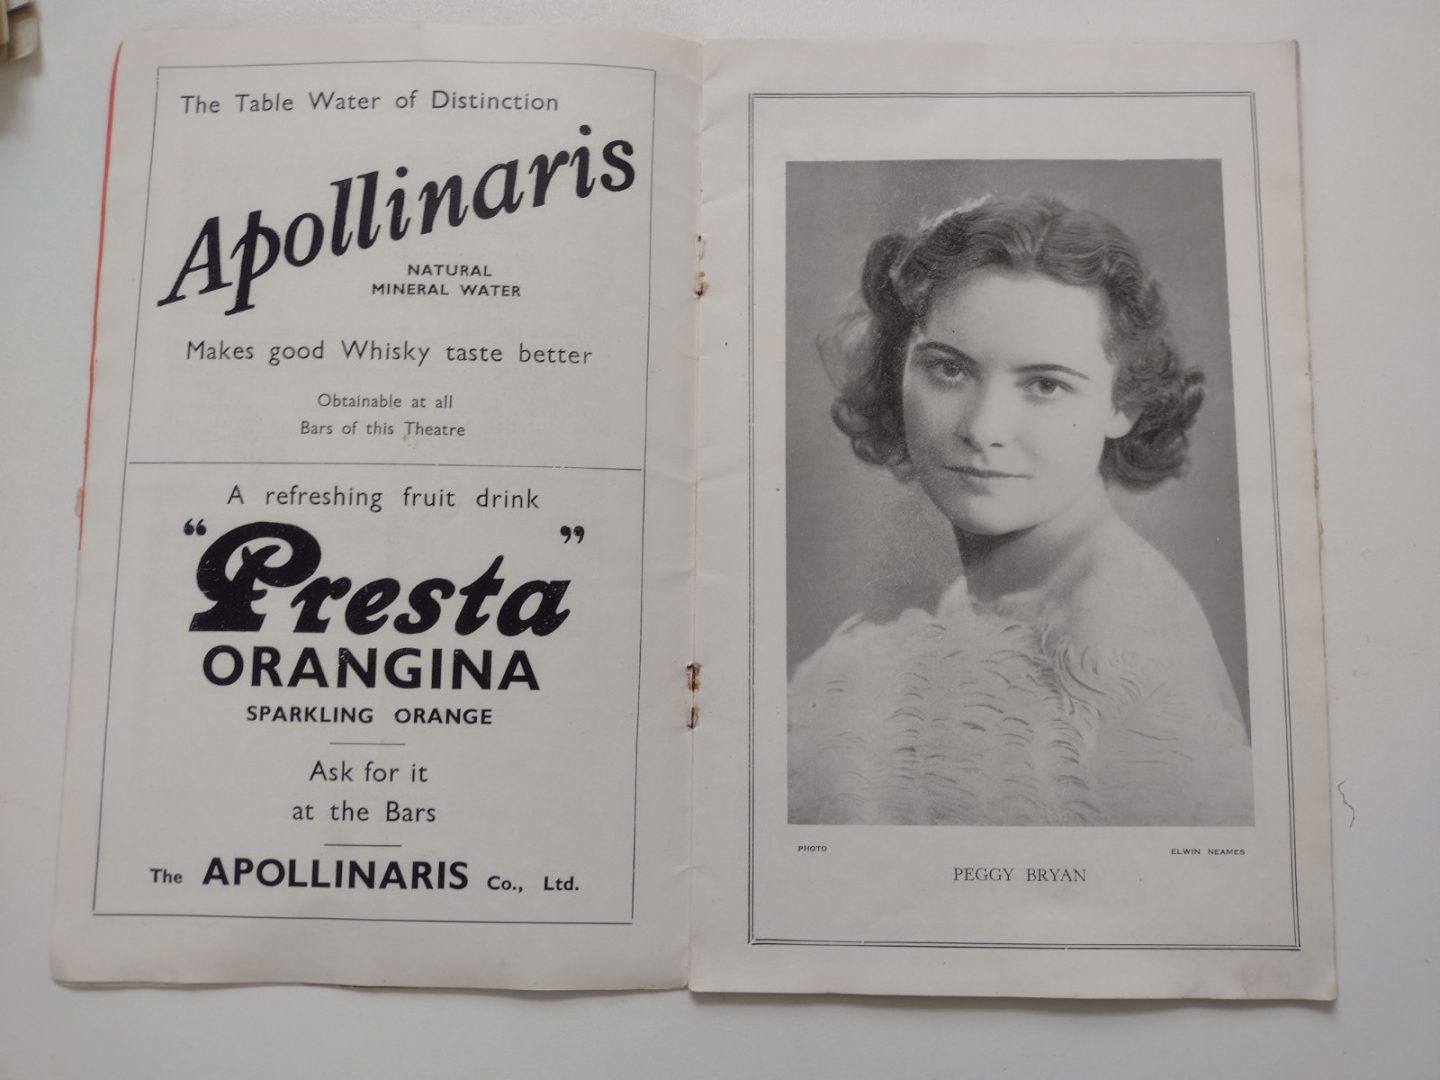 The Table Water of Distinction
Apollinaris
NATURAL
MINERAL WATER
Makes good Whisky taste better
Obtainable at all
Bars of this Theatre
A refreshing fruit drink
“Presta”
ORANGINA
SPARKLING ORANGE
Ask for it
at the Bars
The APOLLINARIS Co., Ltd.
PHOTO
ELWIN NEAMES
PEGGY BRYAN